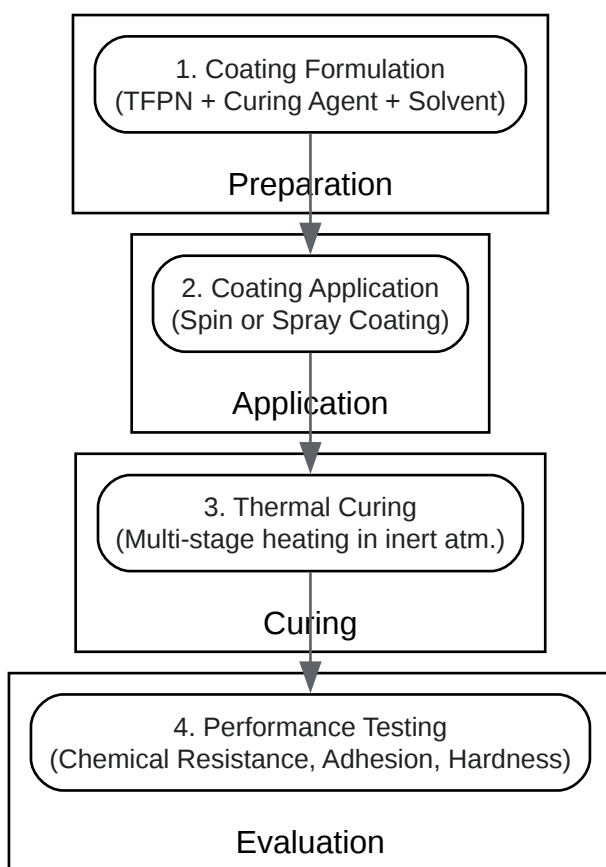 1. Coating Formulation
(TFPN + Curing Agent + Solvent)
Preparation
2. Coating Application
(Spin or Spray Coating)
Application
3. Thermal Curing
(Multi-stage heating in inert atm.)
Curing
4. Performance Testing
(Chemical Resistance, Adhesion, Hardness)
Evaluation